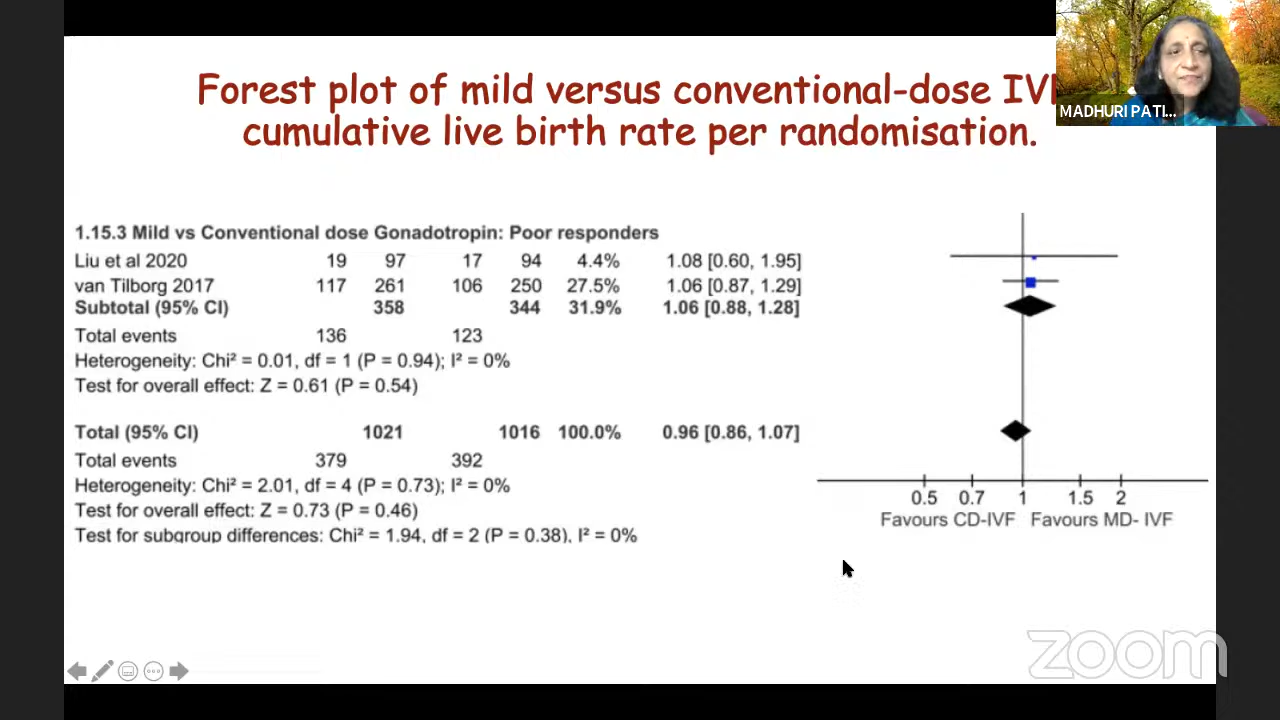 Forest plot of mild versus conventional-dose IV
cumulative live birth rate per randomisation.
MADHURI PATI...
1.15.3 Mild vs Conventional dose Gonadotropin: Poor responders
Liu et al 2020 19 97 17 94 4.4% 1.08 [0.60, 1.95]
van Tilborg 2017 117 261 106 250 27.5% 1.06 [0.87, 1.29]
Subtotal (95% CI) 358 344 31.9% 1.06 [0.88, 1.28]
Total events 136 123
Heterogeneity: Chi² = 0.01, df = 1 (P = 0.94); I² = 0%
Test for overall effect: Z = 0.61 (P = 0.54)
Total (95% CI) 1021 1016 100.0% 0.96 [0.86, 1.07]
Total events 379 392
Heterogeneity: Chi² = 2.01, df = 4 (P = 0.73); I² = 0%
Test for overall effect: Z = 0.73 (P = 0.46)
Test for subgroup differences: Chi² = 1.94, df = 2 (P = 0.38), I² = 0%
0.5 0.7 1 1.5 2
Favours CD-IVF Favours MD- IVF
zoom